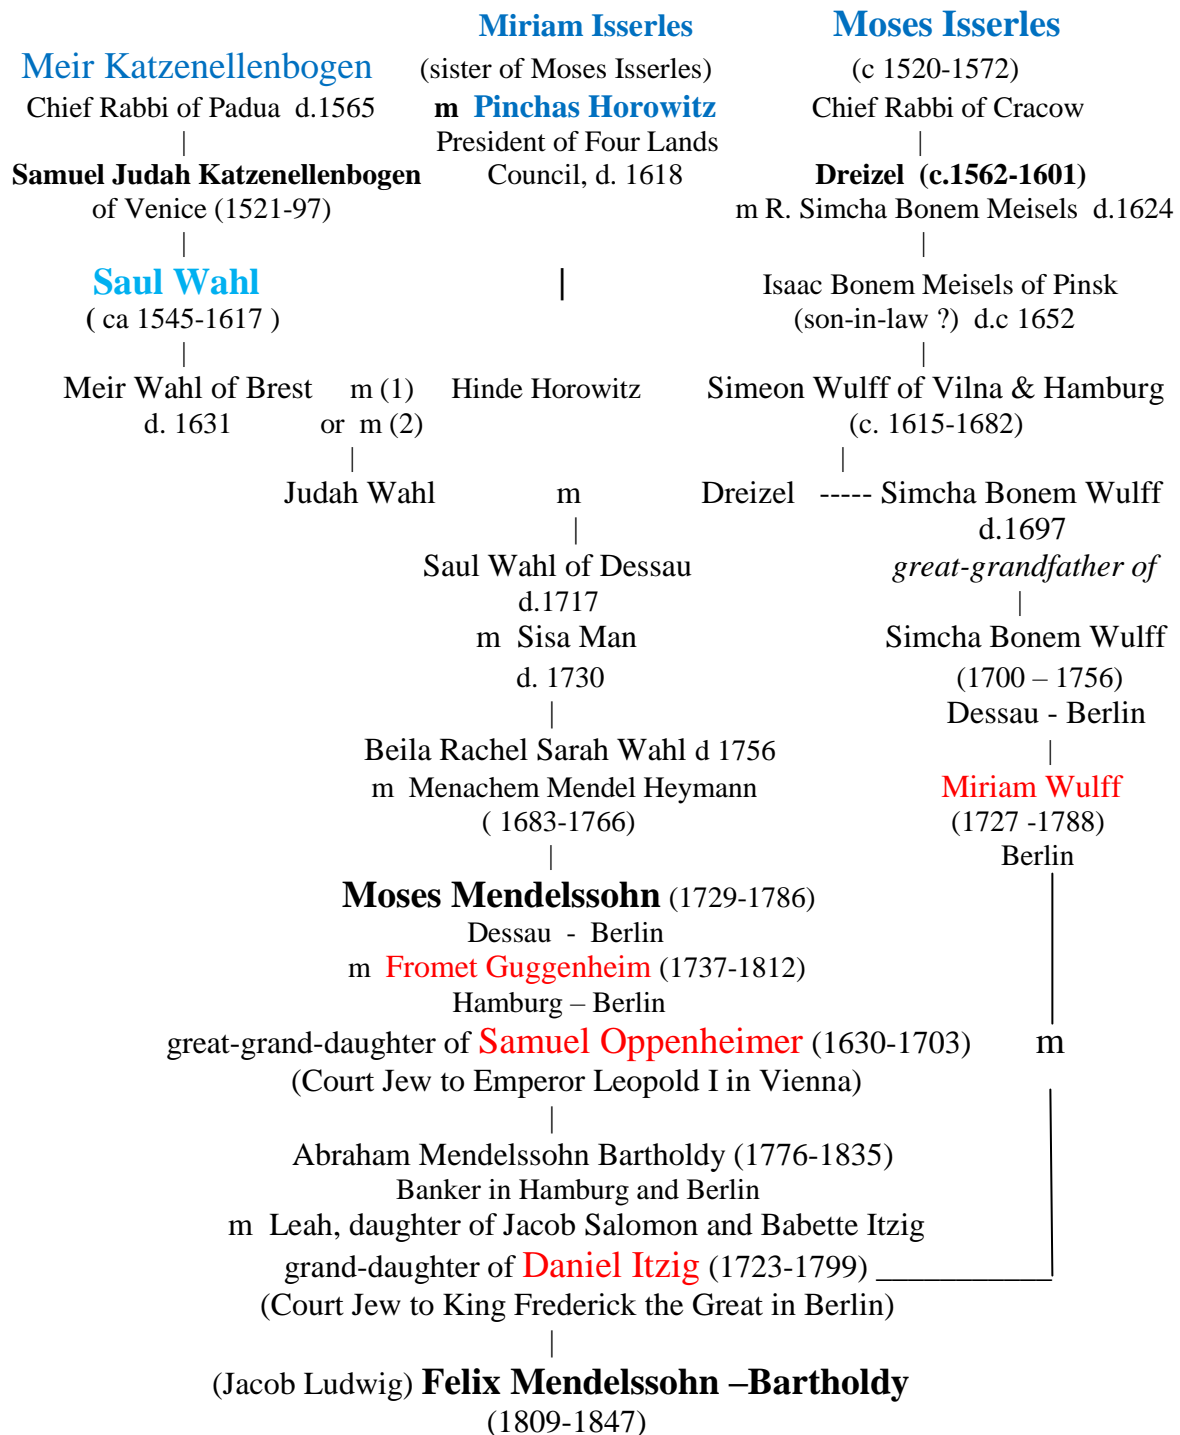 Miriam Isserles Moses Isserles
Meir Katzenellenbogen (sister of Moses Isserles) (c 1520-1572)
Chief Rabbi of Padua d.1565 m Pinchas Horowitz Chief Rabbi of Cracow
| President of Four Lands |
Samuel Judah Katzenellenbogen Council, d. 1618 Dreizel (c.1562-1601)
of Venice (1521-97) m R. Simcha Bonem Meisels d.1624
| |
Saul Wahl | Isaac Bonem Meisels of Pinsk
( ca 1545-1617 ) (son-in-law ?) d.c 1652
| |
Meir Wahl of Brest m (1) Hinde Horowitz Simeon Wulff of Vilna & Hamburg
d. 1631 or m (2) (c. 1615-1682)
| |
Judah Wahl m Dreizel ----- Simcha Bonem Wulff
| d.1697
Saul Wahl of Dessau great-grandfather of
d.1717 |
m Sisa Man Simcha Bonem Wulff
d. 1730 (1700 – 1756)
| Dessau - Berlin
Beila Rachel Sarah Wahl d 1756 |
m Menachem Mendel Heymann Miriam Wulff
( 1683-1766) (1727 -1788)
| Berlin
Moses Mendelssohn (1729-1786)
Dessau - Berlin
m Fromet Guggenheim (1737-1812)
Hamburg – Berlin
great-grand-daughter of Samuel Oppenheimer (1630-1703) m
(Court Jew to Emperor Leopold I in Vienna)
|
Abraham Mendelssohn Bartholdy (1776-1835)
Banker in Hamburg and Berlin
m Leah, daughter of Jacob Salomon and Babette Itzig
grand-daughter of Daniel Itzig (1723-1799) ___________
(Court Jew to King Frederick the Great in Berlin)
|
(Jacob Ludwig) Felix Mendelssohn –Bartholdy
(1809-1847)